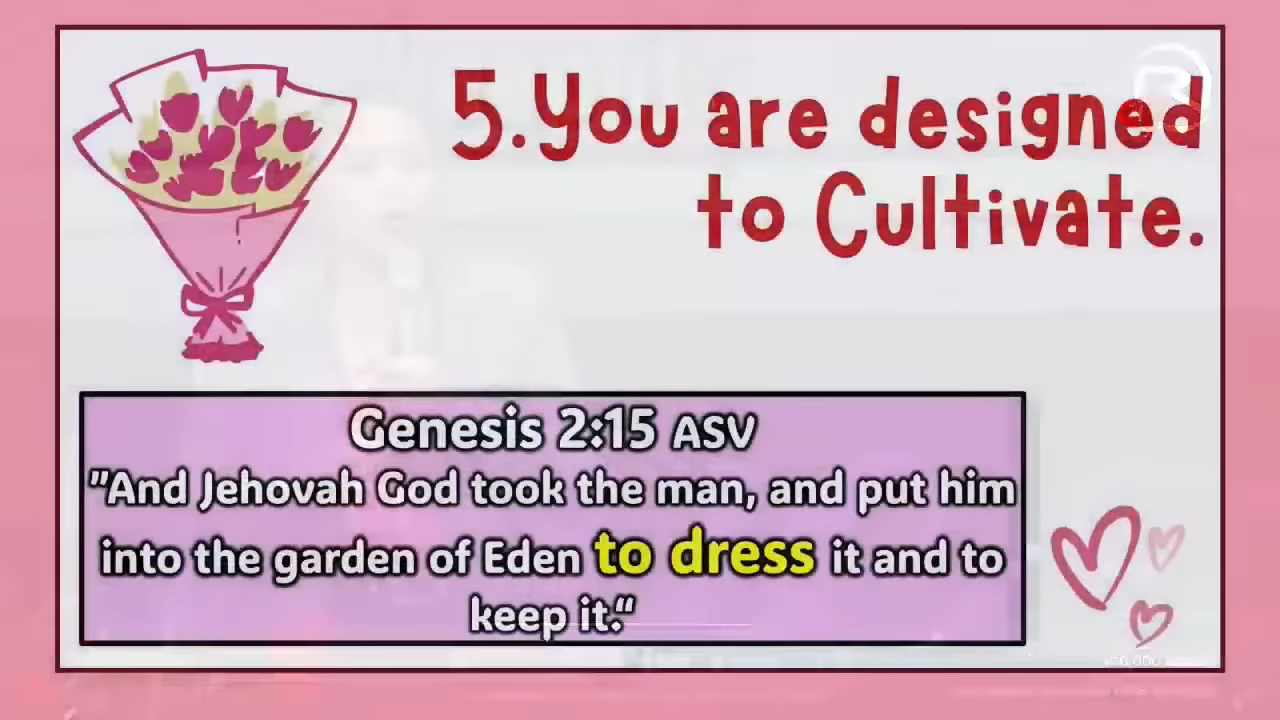 5.You are designed
to Cultivate.
Genesis 2:15 ASV
"And Jehovah God took the man, and put him
into the garden of Eden to dress it and to
keep it.“